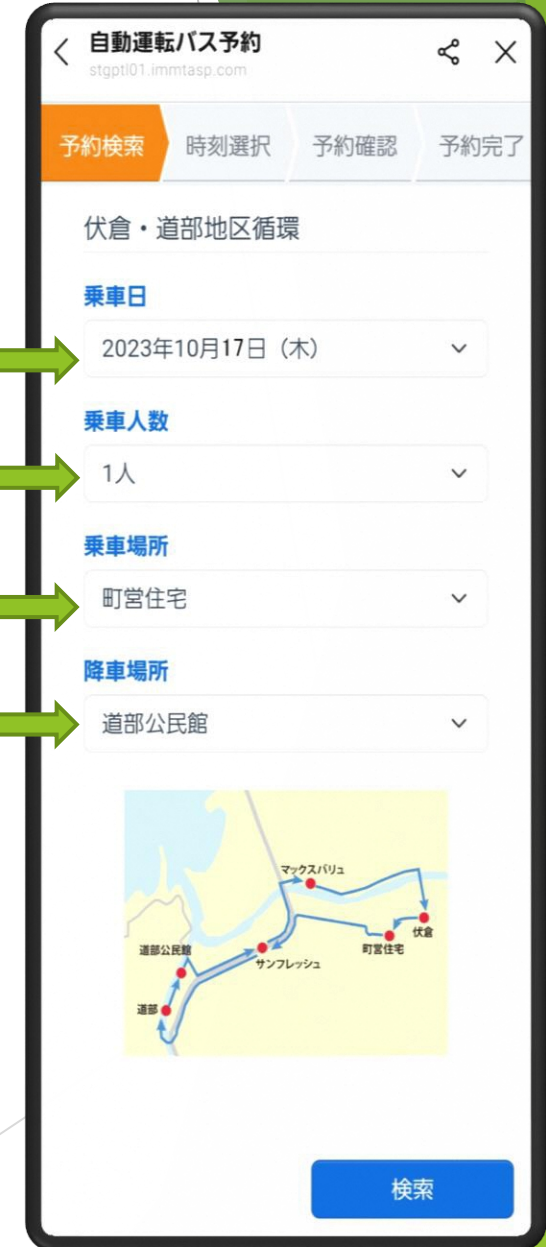 自動運転バス予約
stgptl01.immtasp.com
予約検索 時刻選択 予約確認 予約完了
伏倉・道部地区循環
乗車日
2023年10月17日（木）
乗車人数
1人
乗車場所
町営住宅
降車場所
道部公民館
マックスバリュ
伏倉
町営住宅
道部公民館
サンフレッシュ
道部
検索